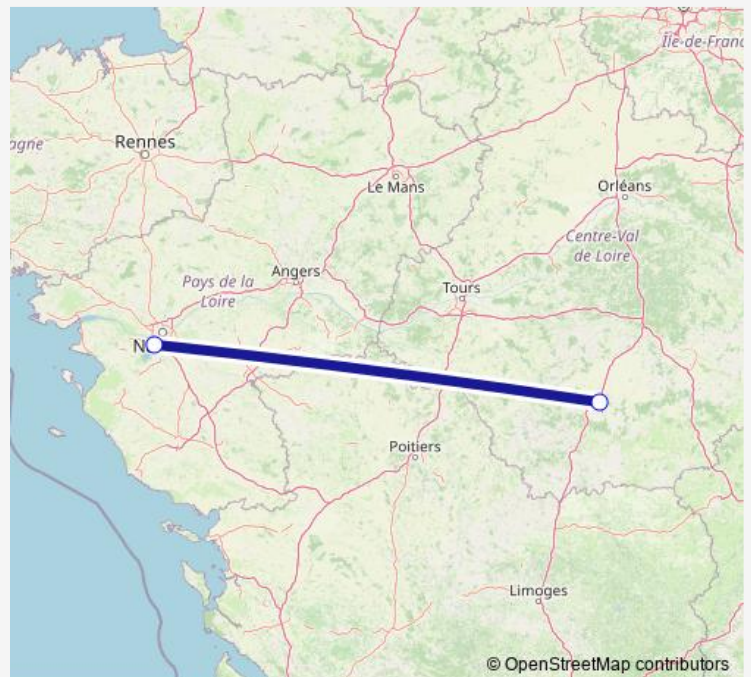 Île-de-Franc
Rennes
agne
Le Mans
Orléans
Centre-Val
de Loire
Angers
Pays de la
Loire
Tours
N
Poitiers
Limoges
© OpenStreetMap contributors